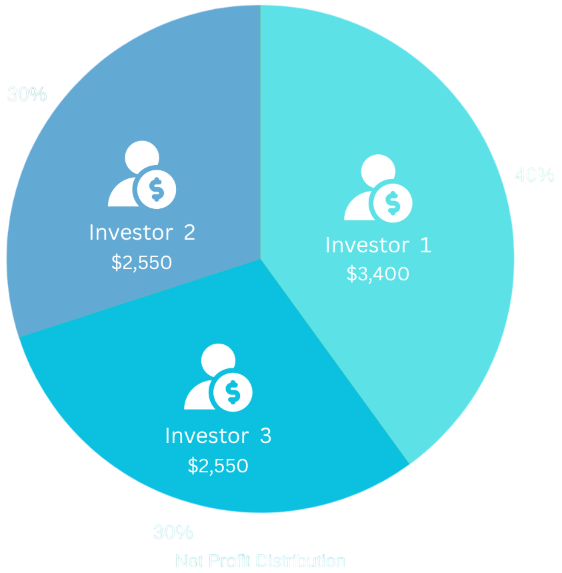 30%
40%
$
Investor 2
$2,550
$
Investor 1
$3,400
$
Investor 3
$2,550
30%
Net Profit Distribution